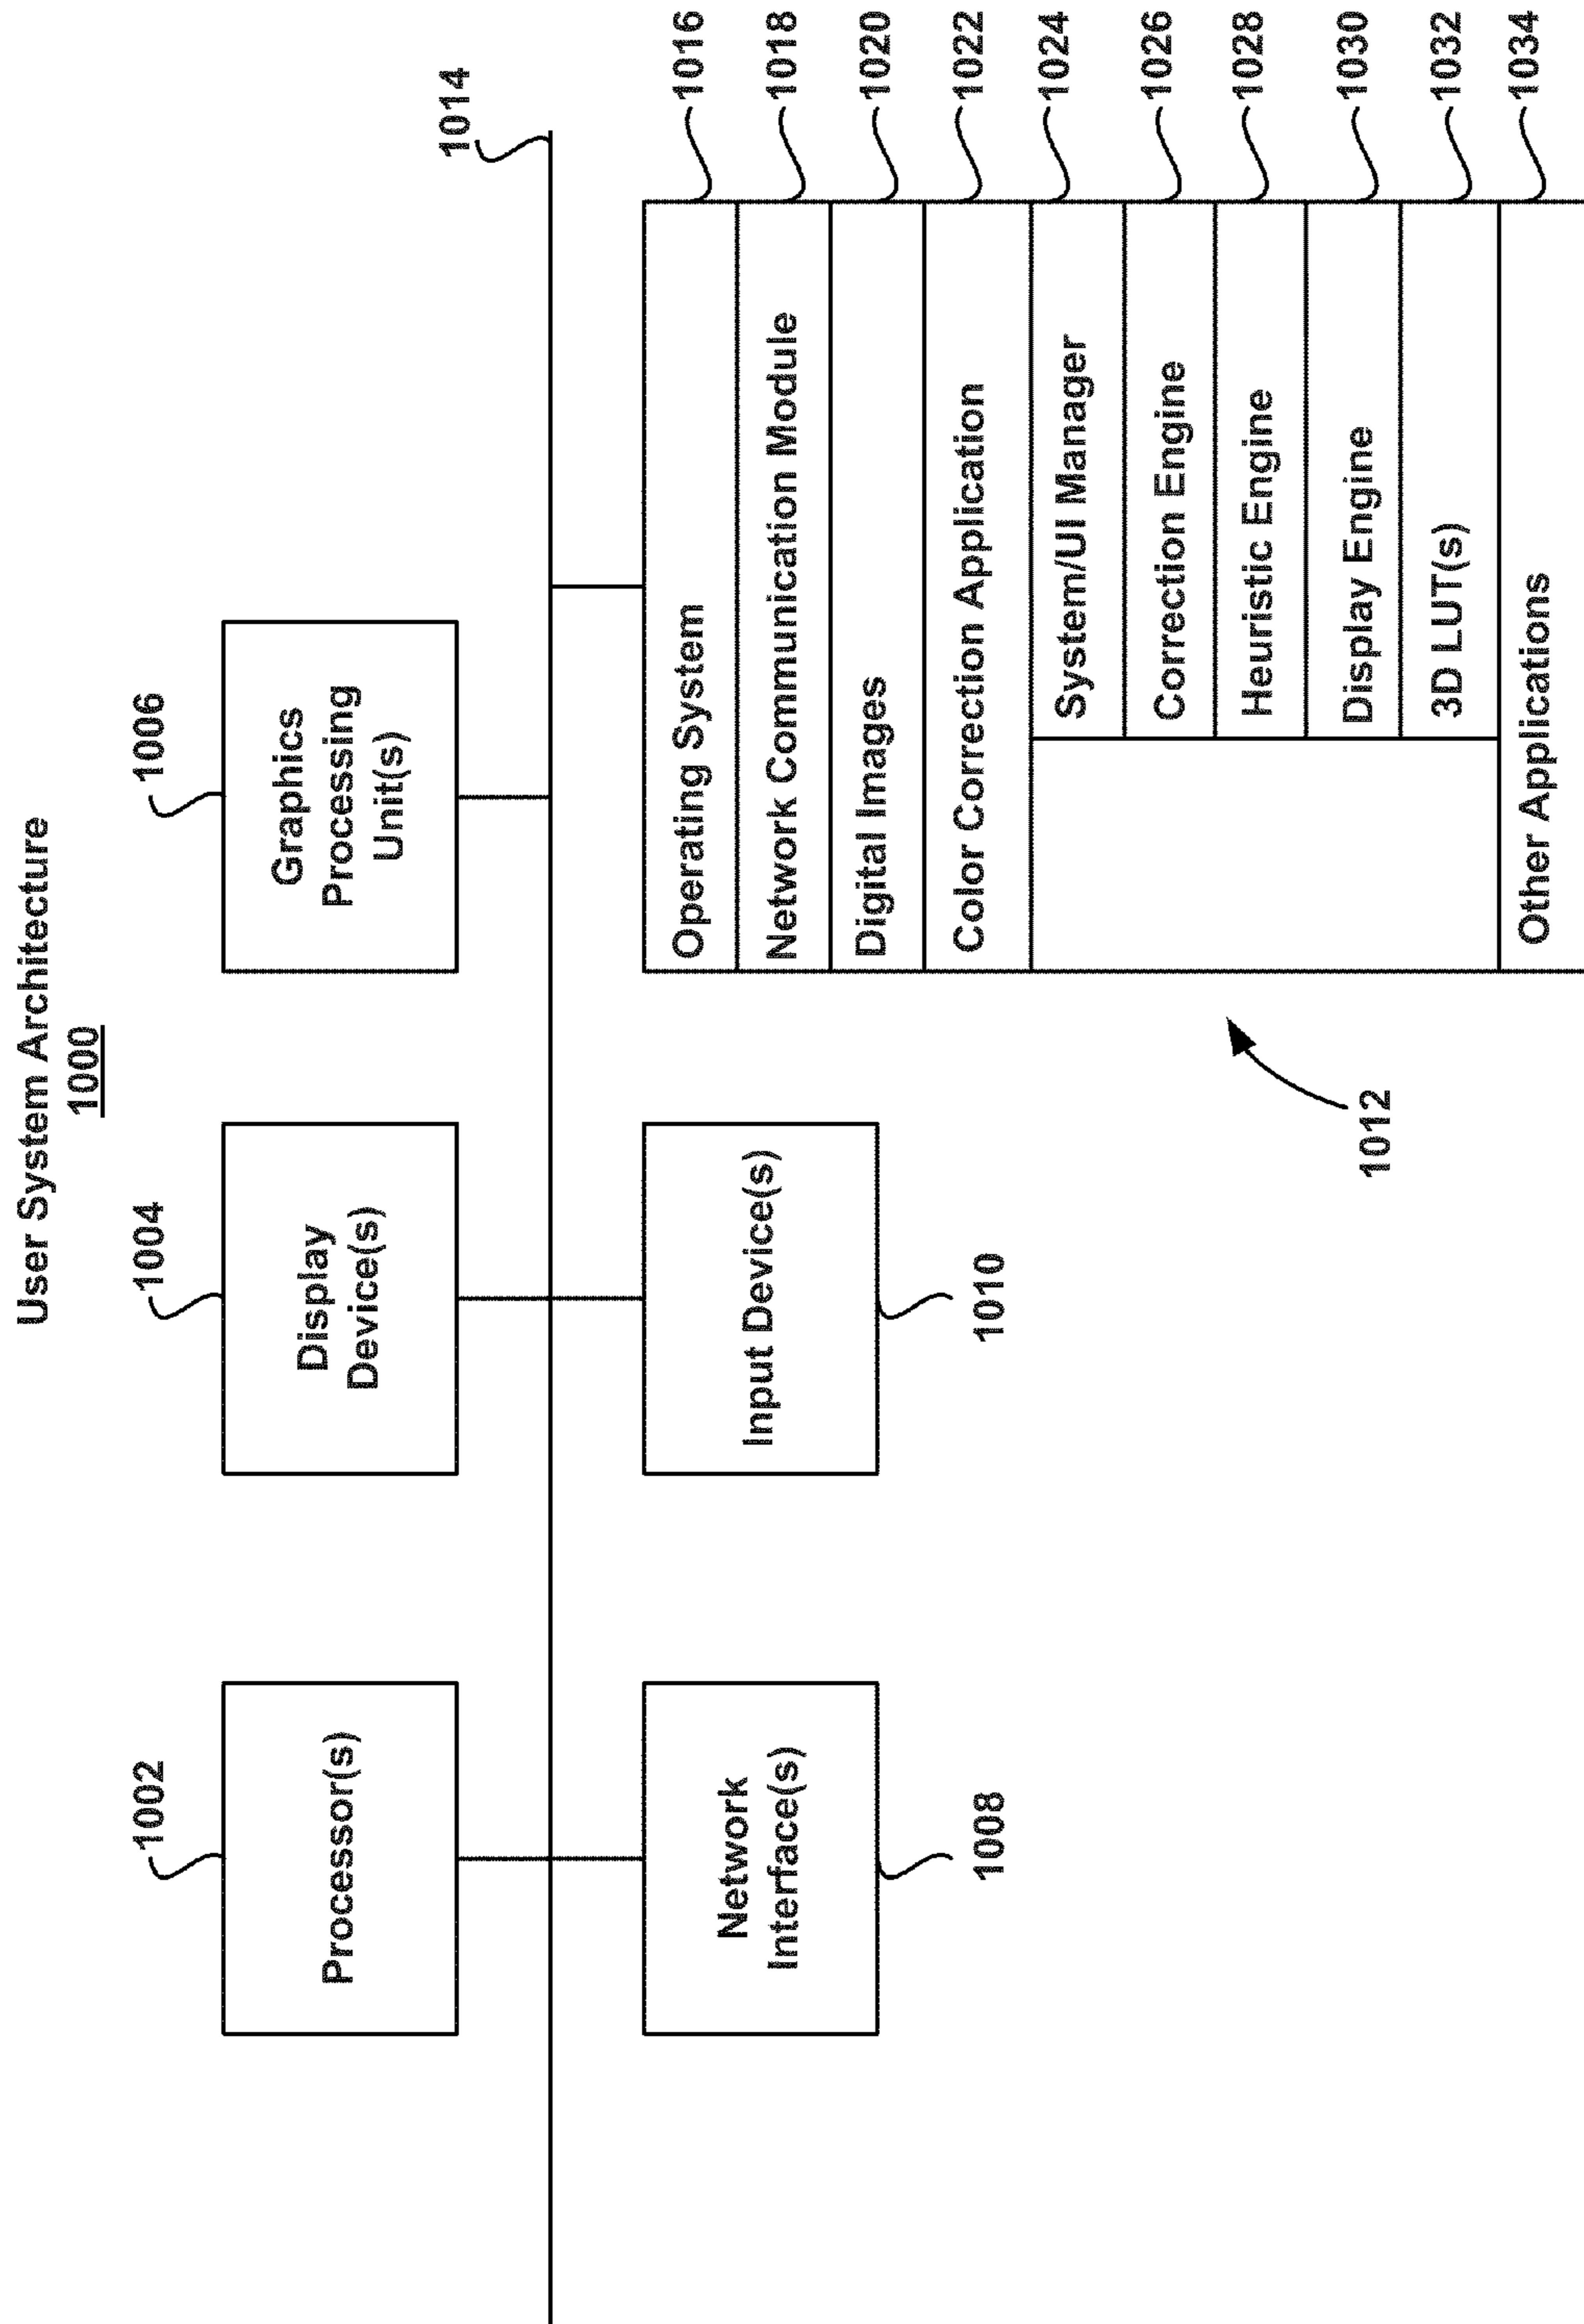 User System Architecture
1000
1002
1004
1006
Processor(s)
Display
Device(s)
Graphics
Processing
Unit(s)
1014
Network
Interface(s)
1008
Input Device(s)
1010
1012
Operating System
1016
Network Communication Module
1018
Digital Images
1020
Color Correction Application
1022
System/UI Manager
1024
Correction Engine
1026
Heuristic Engine
1028
Display Engine
1030
3D LUT(s)
1032
Other Applications
1034